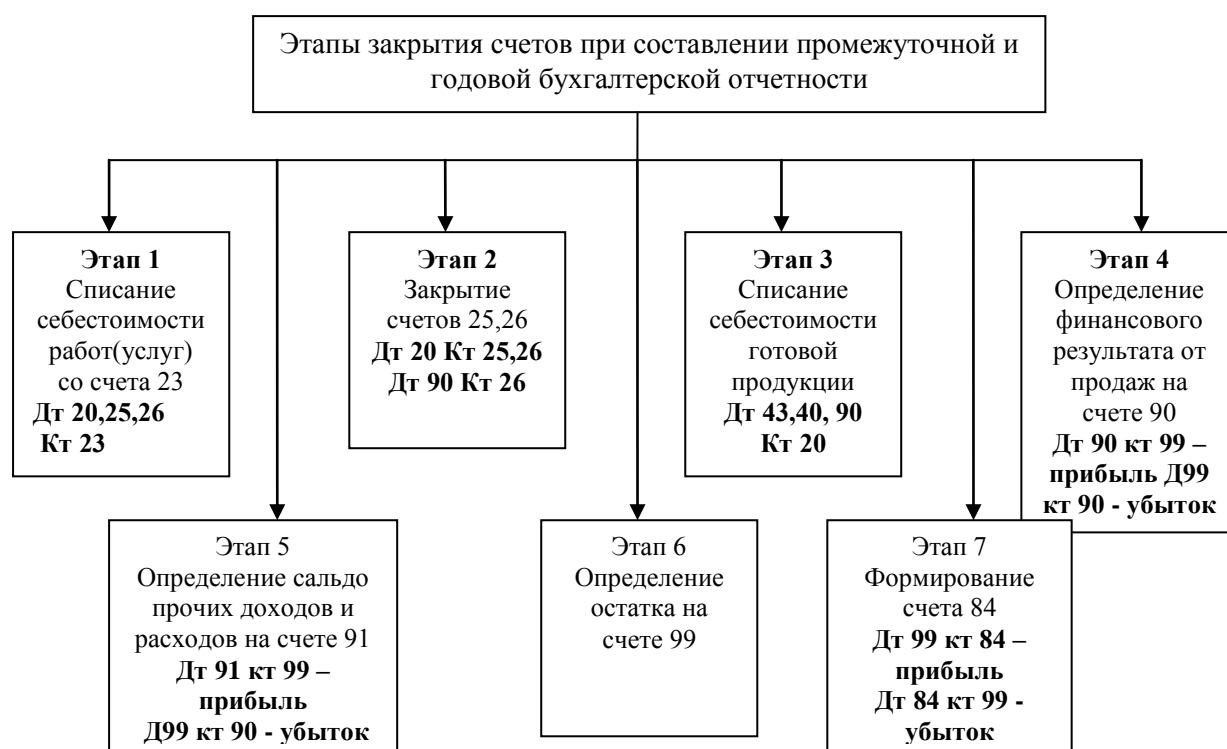 Этапы закрытия счетов при составлении промежуточной и
годовой бухгалтерской отчетности
Этап 1
Списание
себестоимости
работ(услуг)
со счета 23
Дт 20,25,26
Кт 23
Этап 2
Закрытие
счетов 25,26
Дт 20 Кт 25,26
Дт 90 Кт 26
Этап 3
Списание
себестоимости
готовой
продукции
Дт 43,40, 90
Кт 20
Этап 4
Определение
финансового
результата от
продаж на
счете 90
Дт 90 кт 99 –
прибыль Д99
кт 90 - убыток
Этап 5
Определение сальдо
прочих доходов и
расходов на счете 91
Дт 91 кт 99 –
прибыль
Д99 кт 90 - убыток
Этап 6
Определение
остатка на
счете 99
Этап 7
Формирование
счета 84
Дт 99 кт 84 –
прибыль
Дт 84 кт 99 -
убыток